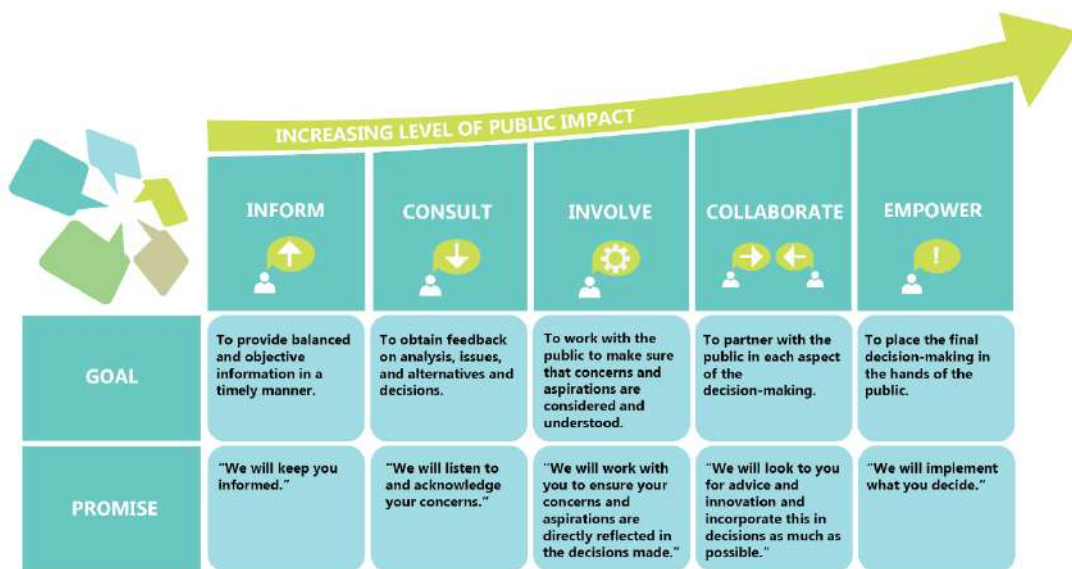 INCREASING LEVEL OF PUBLIC IMPACT
INFORM
CONSULT
INVOLVE
COLLABORATE
EMPOWER
!
GOAL
To provide balanced
and objective
information in a
timely manner.
To obtain feedback
on analysis, issues,
and alternatives and
decisions.
To work with the
public to make sure
that concerns and
aspirations are
considered and
understood.
To partner with the
public in each aspect
of the
decision-making.
To place the final
decision-making in
the hands of the
public.
PROMISE
“We will keep you
informed.”
“We will listen to
and acknowledge
your concerns.”
“We will work with
you to ensure your
concerns and
aspirations are
directly reflected in
the decisions made.”
“We will look to you
for advice and
innovation and
incorporate this in
decisions as much as
possible.”
“We will implement
what you decide.”